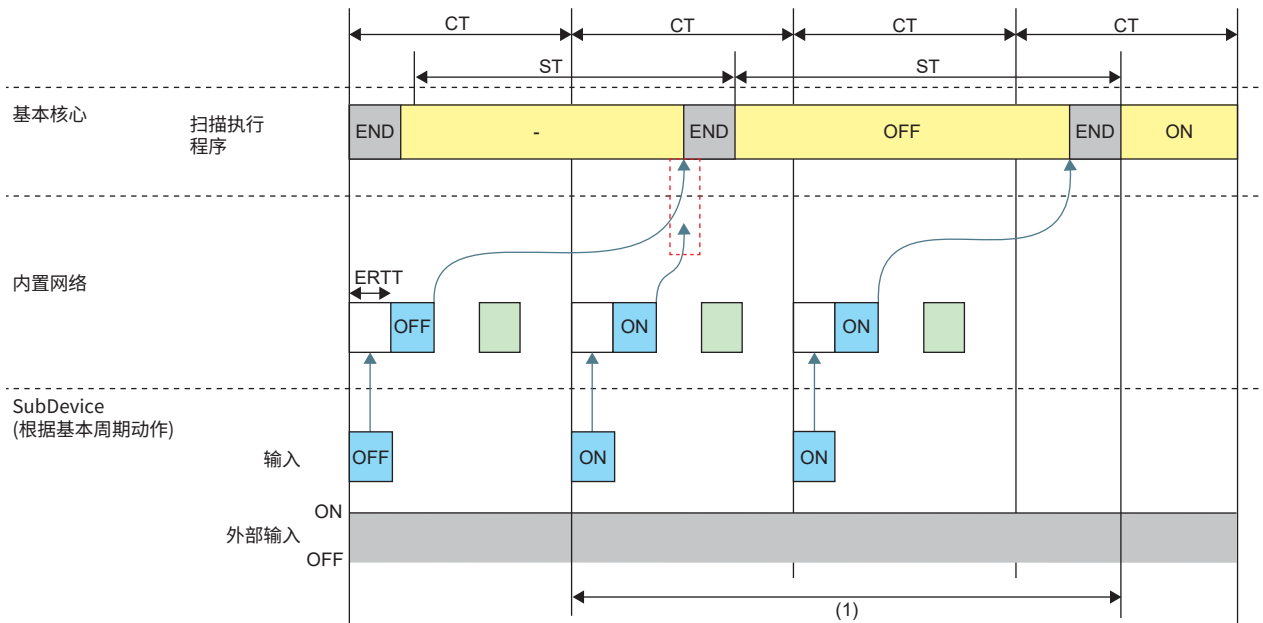 CT CT CT CT
ST ST
基本核心
扫描执行
程序
END - END OFF END ON
内置网络
ERTT
OFF ON ON
SubDevice
(根据基本周期动作)
输入
OFF ON ON
ON
外部输入
OFF
(1)